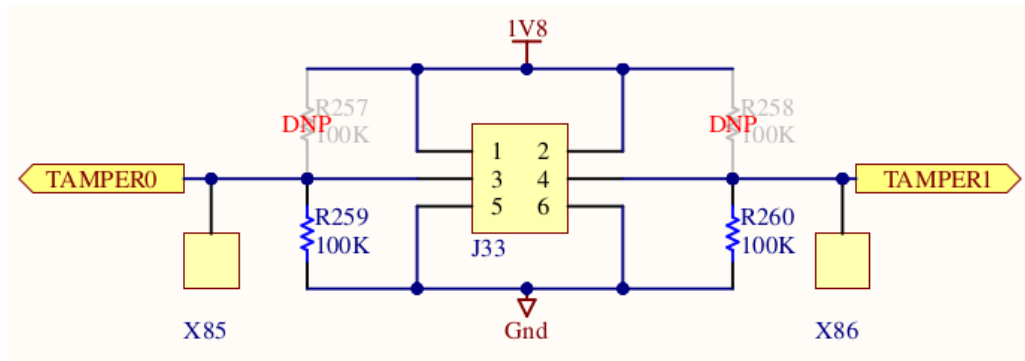 1V8
R257
100K
DNP
R258
100K
DNP
1 2
TAMPER0
3 4
TAMPER1
5 6
R259
100K
R260
100K
J33
X85
Gnd
X86